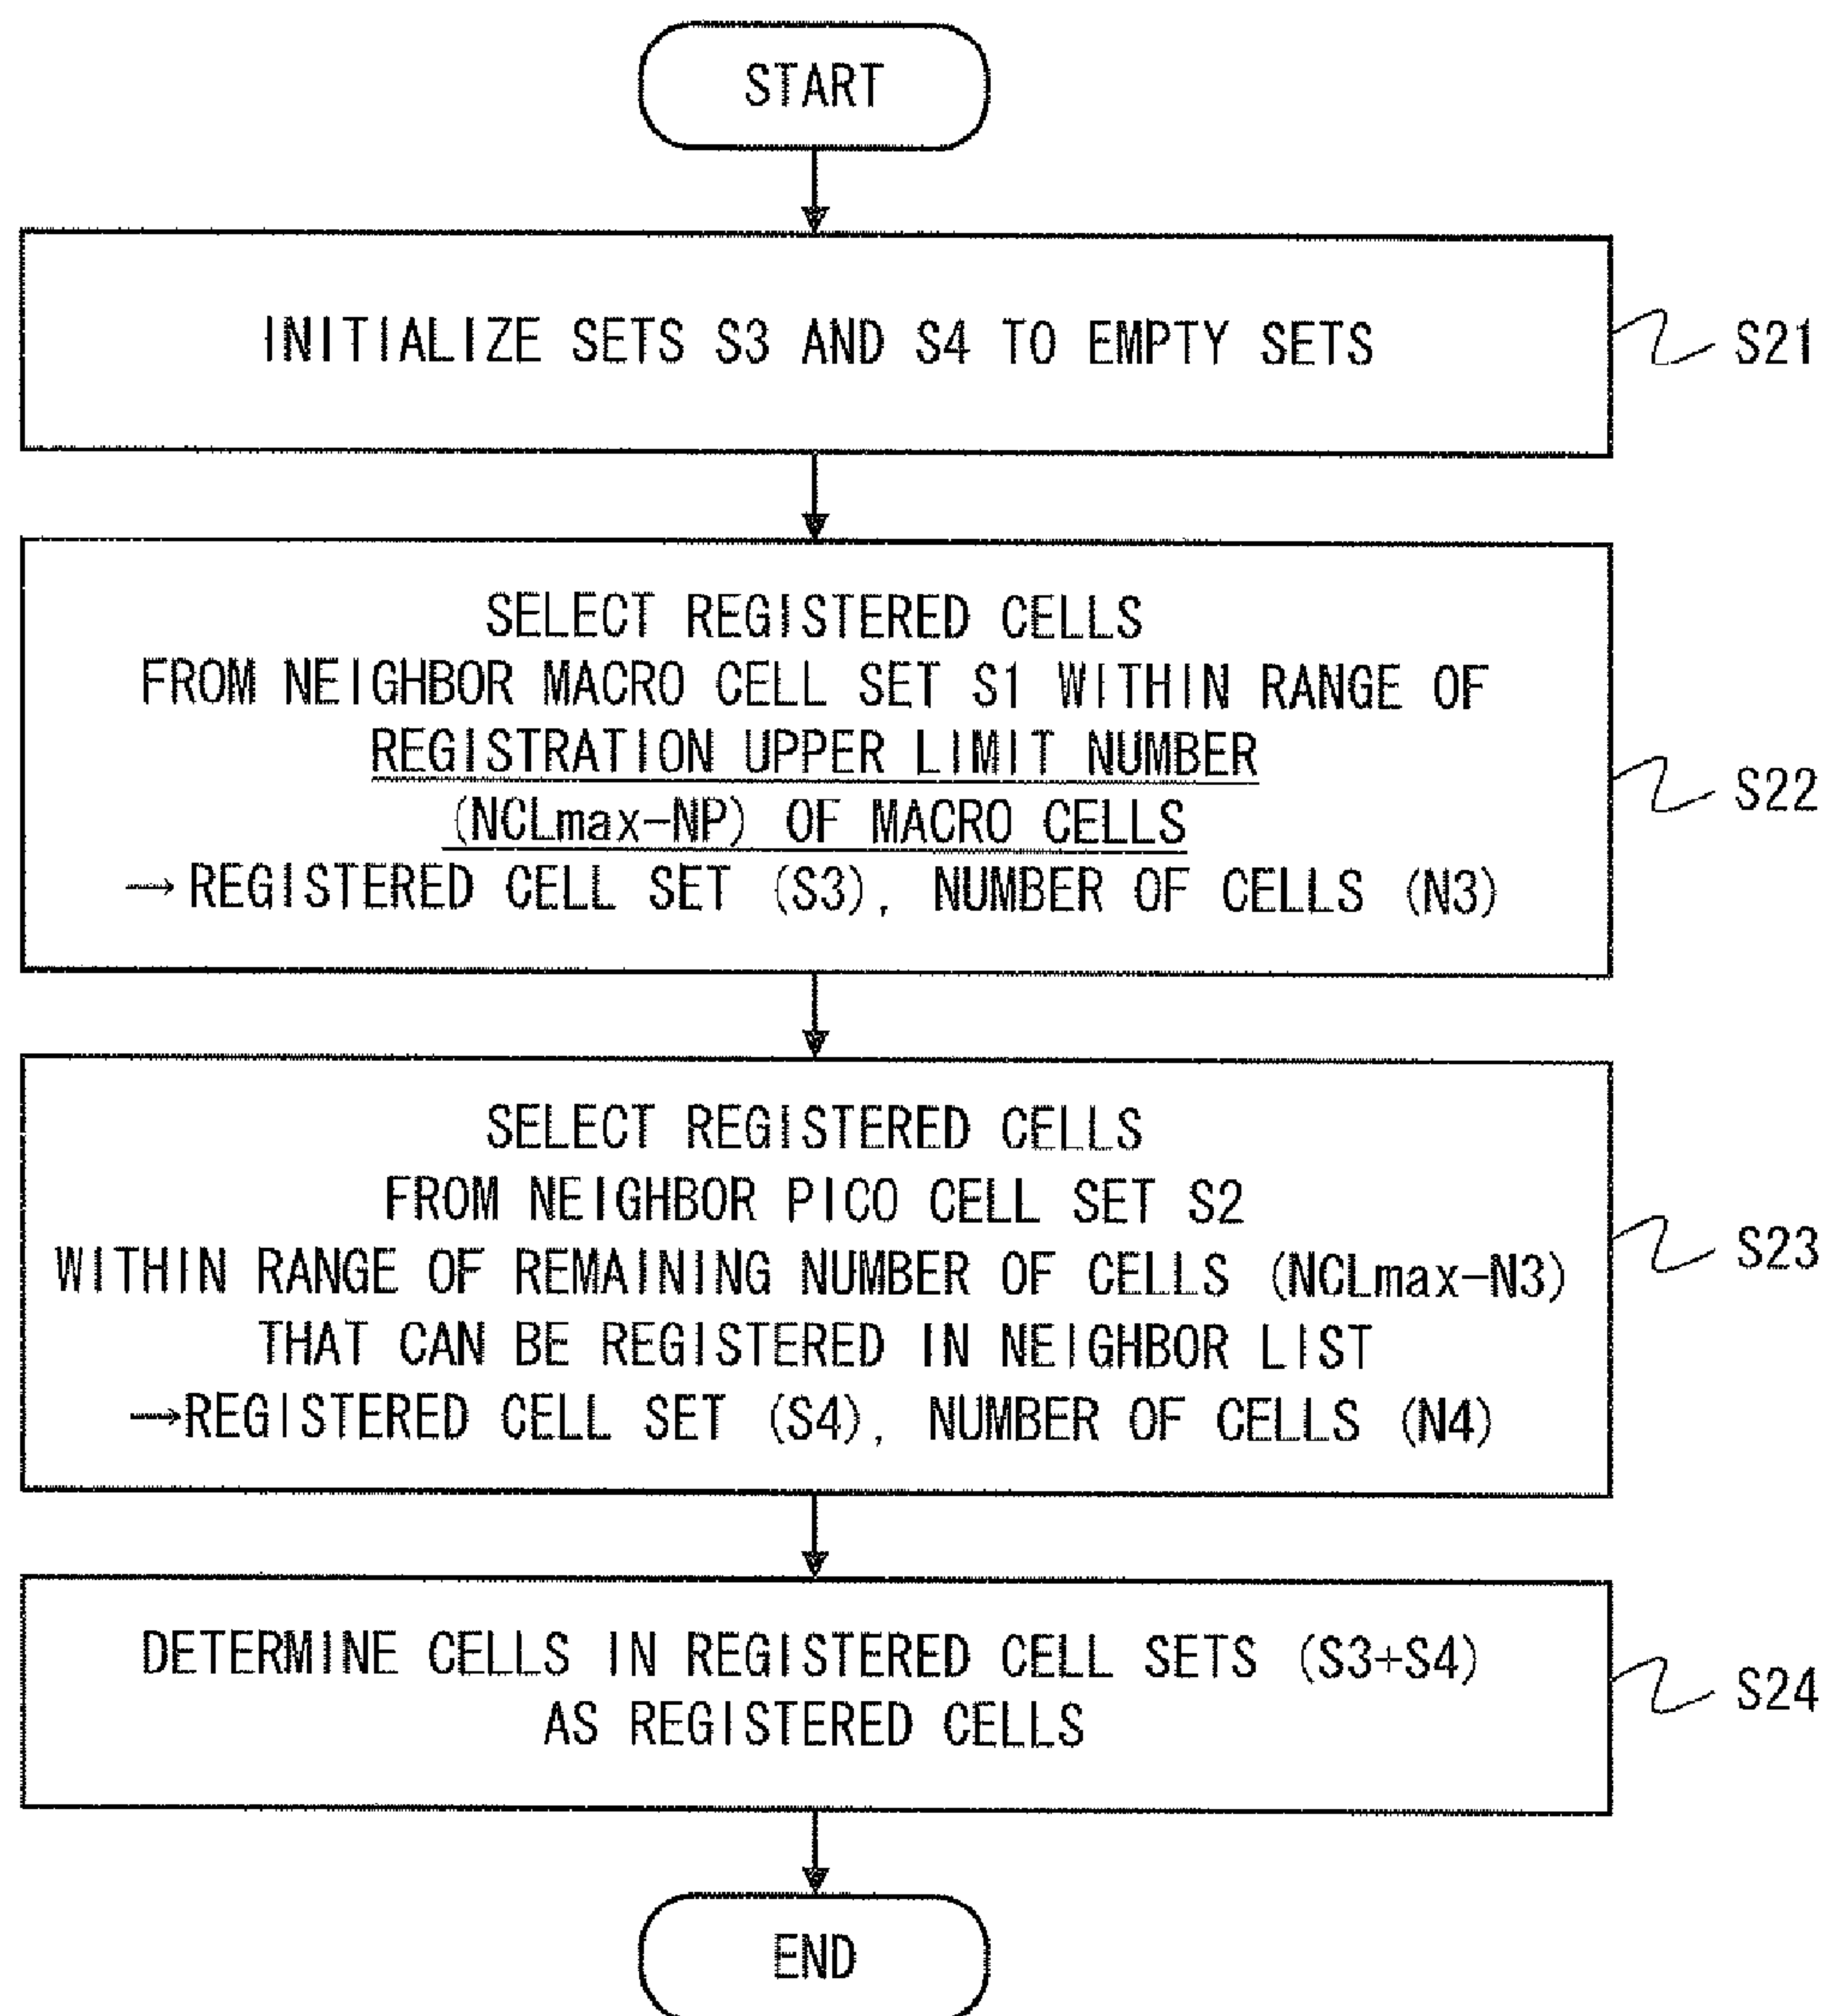 START
INITIALIZE SETS S3 AND S4 TO EMPTY SETS
S21
SELECT REGISTERED CELLS
FROM NEIGHBOR MACRO CELL SET S1 WITHIN RANGE OF
REGISTRATION UPPER LIMIT NUMBER
(NCLmax-NP) OF MACRO CELLS
→REGISTERED CELL SET (S3), NUMBER OF CELLS (N3)
S22
SELECT REGISTERED CELLS
FROM NEIGHBOR PICO CELL SET S2
WITHIN RANGE OF REMAINING NUMBER OF CELLS (NCLmax-N3)
THAT CAN BE REGISTERED IN NEIGHBOR LIST
→REGISTERED CELL SET (S4), NUMBER OF CELLS (N4)
S23
DETERMINE CELLS IN REGISTERED CELL SETS (S3+S4)
AS REGISTERED CELLS
S24
END